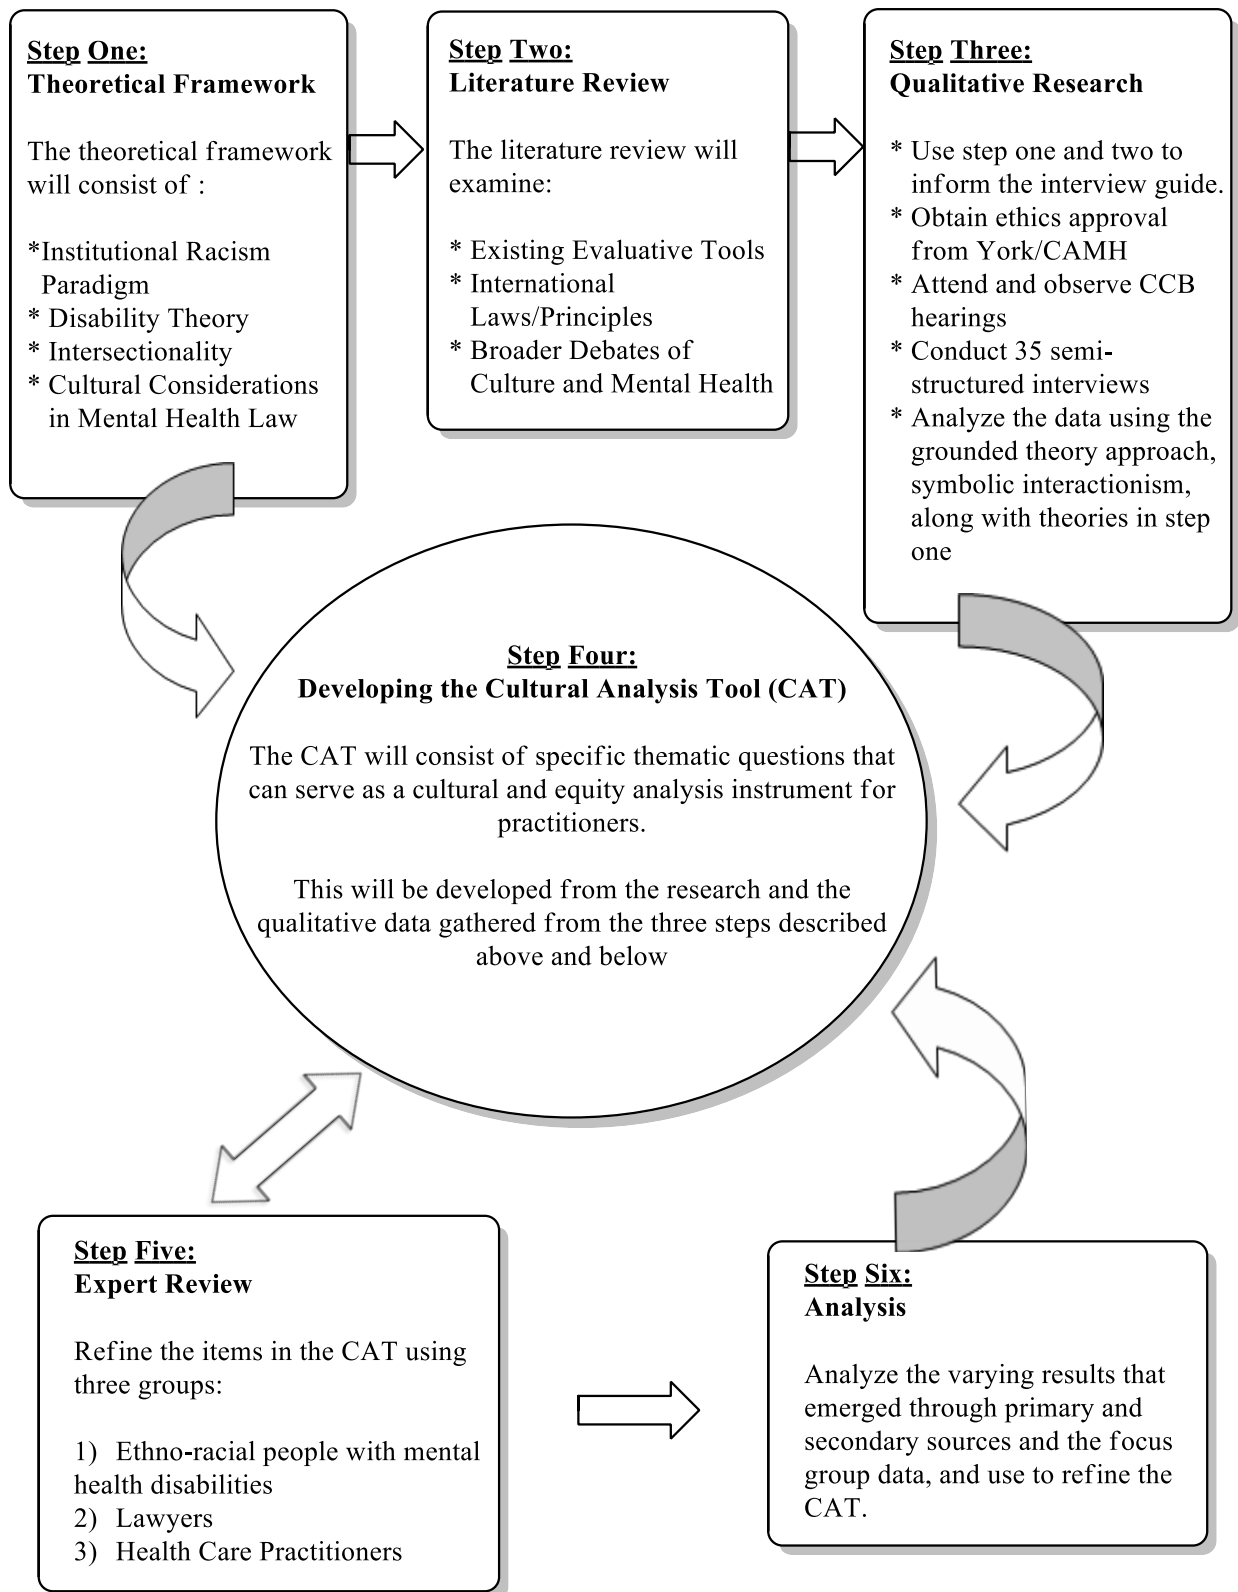 Step One:
Theoretical Framework
The theoretical framework
will consist of :
*Institutional Racism
Paradigm
* Disability Theory
* Intersectionality
* Cultural Considerations
in Mental Health Law
Step Two:
Literature Review
The literature review will
examine:
* Existing Evaluative Tools
* International
Laws/Principles
* Broader Debates of
Culture and Mental Health
Step Three:
Qualitative Research
* Use step one and two to
inform the interview guide.
* Obtain ethics approval
from York/CAMH
* Attend and observe CCB
hearings
* Conduct 35 semi-
structured interviews
* Analyze the data using the
grounded theory approach,
symbolic interactionism,
along with theories in step
one
Step Four:
Developing the Cultural Analysis Tool (CAT)
The CAT will consist of specific thematic questions that
can serve as a cultural and equity analysis instrument for
practitioners.
This will be developed from the research and the
qualitative data gathered from the three steps described
above and below
Step Five:
Expert Review
Refine the items in the CAT using
three groups:
1) Ethno-racial people with mental
health disabilities
2) Lawyers
3) Health Care Practitioners
Step Six:
Analysis
Analyze the varying results that
emerged through primary and
secondary sources and the focus
group data, and use to refine the
CAT.